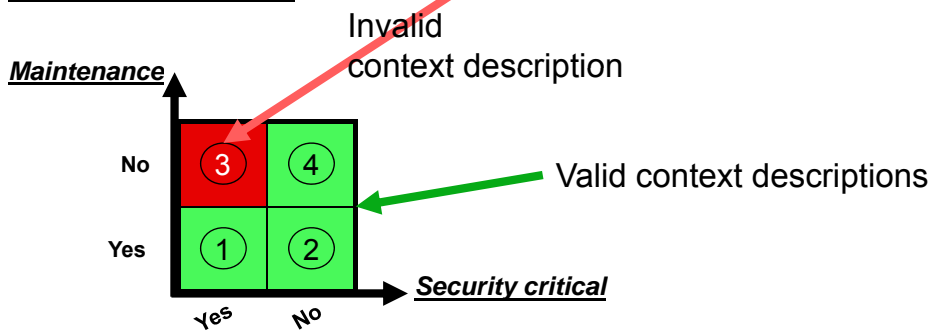 Invalid
context description
Maintenance
No
3
4
Valid context descriptions
Yes
1
2
Security critical
Yes
No